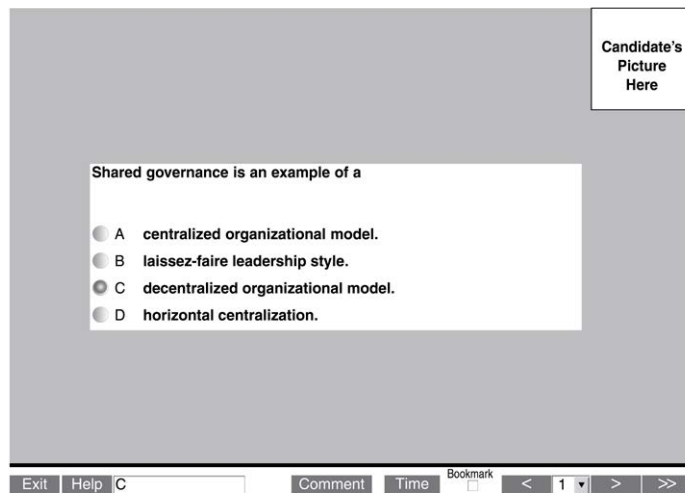 Candidate's
Picture
Here
Shared governance is an example of a
A centralized organizational model.
B laissez-faire leadership style.
C decentralized organizational model.
D horizontal centralization.
Exit Help C Comment Time Bookmark < 1 > >>